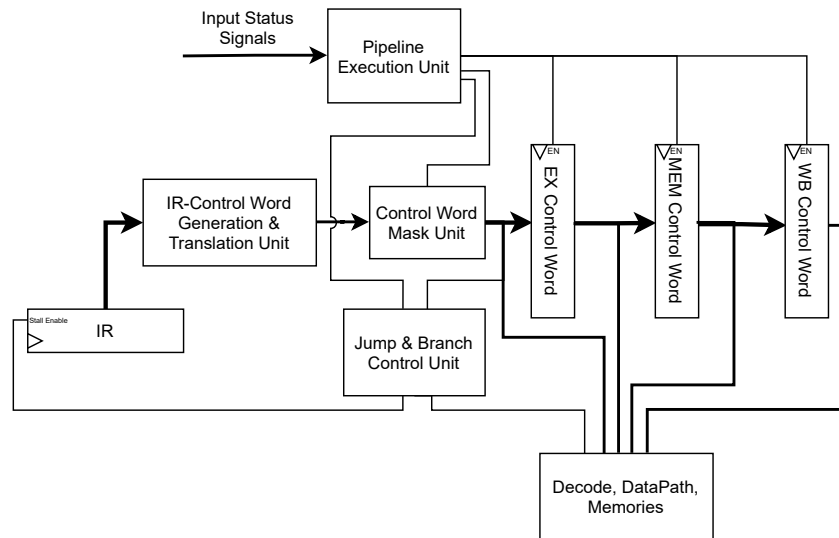 Input Status
Signals
Pipeline
Execution Unit
EN
EN
EN
EX Control Word
MEM Control Word
WB Control Word
IR-Control Word
Generation &
Translation Unit
Control Word
Mask Unit
Stall Enable
IR
Jump & Branch
Control Unit
Decode, DataPath,
Memories